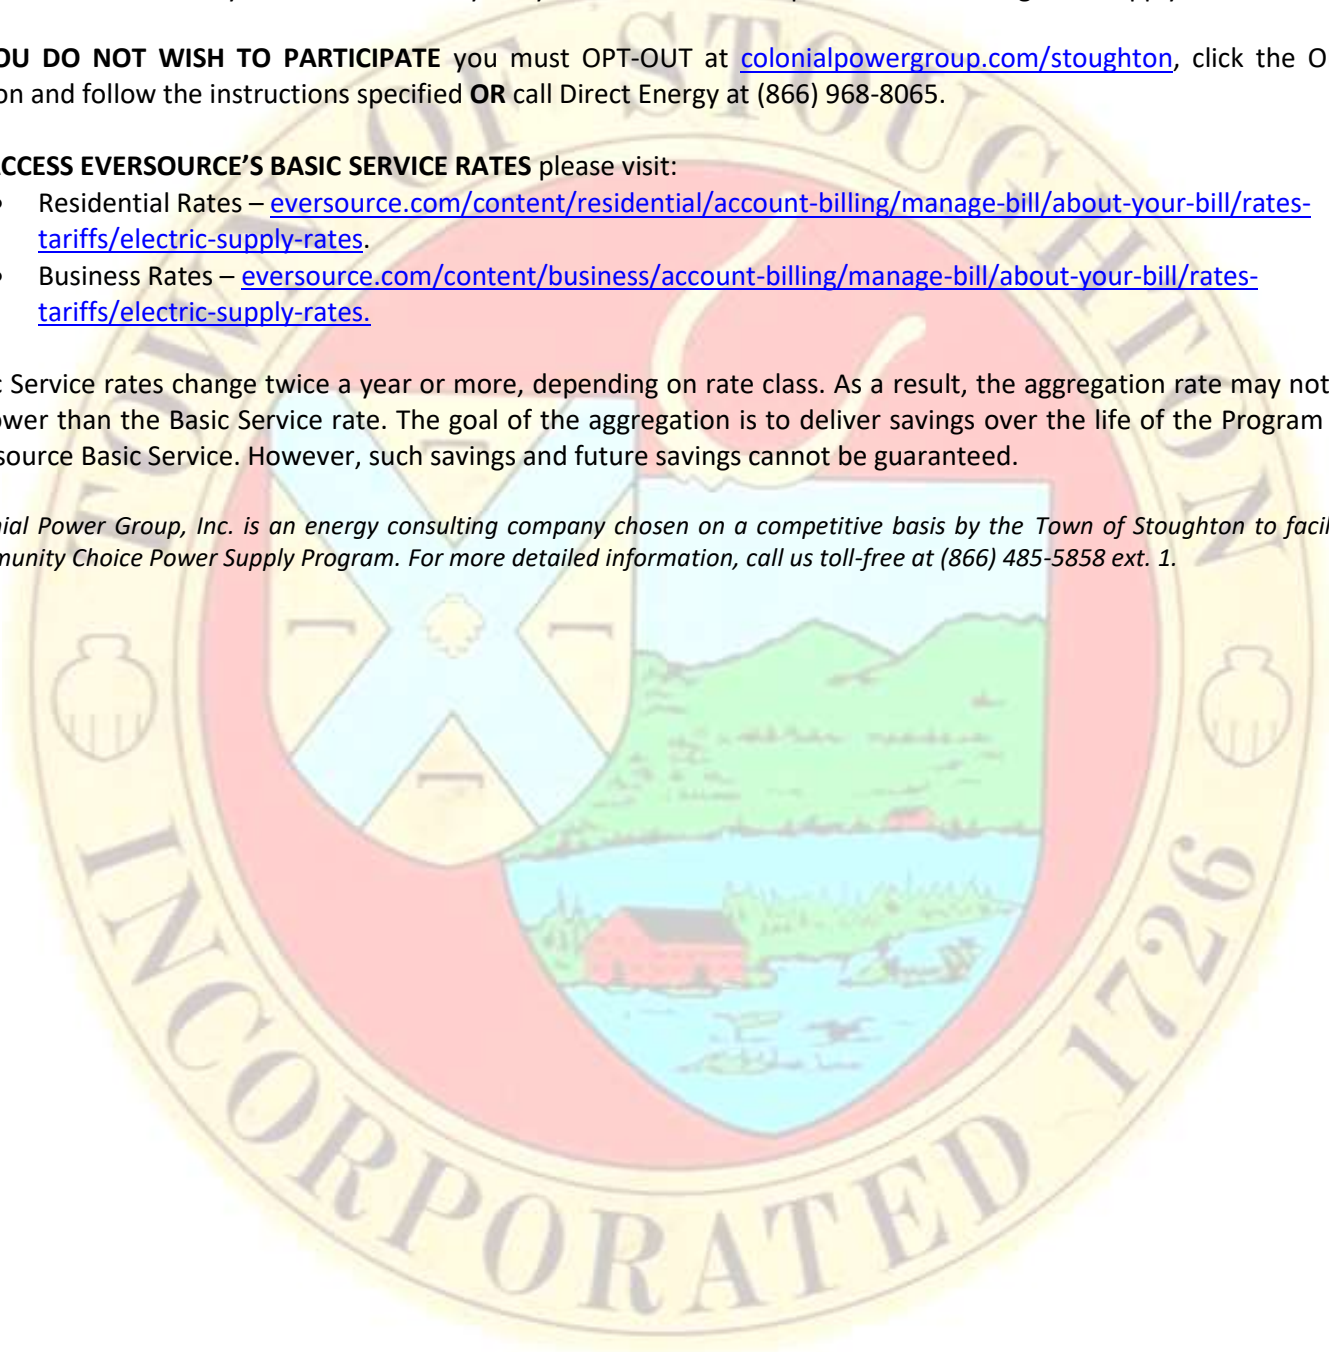 OU DO NOT WISH TO PARTICIPATE you must OPT-OUT at colonialpowergroup.com/stoughton, click the O
on and follow the instructions specified OR call Direct Energy at (866) 968-8065.
CCESS EVERSOURCE'S BASIC SERVICE RATES please visit:
• Residential Rates – eversource.com/content/residential/account-billing/manage-bill/about-your-bill/rates-
tariffs/electric-supply-rates.
• Business Rates – eversource.com/content/business/account-billing/manage-bill/about-your-bill/rates-
tariffs/electric-supply-rates.
c Service rates change twice a year or more, depending on rate class. As a result, the aggregation rate may not
ower than the Basic Service rate. The goal of the aggregation is to deliver savings over the life of the Program
source Basic Service. However, such savings and future savings cannot be guaranteed.
nial Power Group, Inc. is an energy consulting company chosen on a competitive basis by the Town of Stoughton to facil
munity Choice Power Supply Program. For more detailed information, call us toll-free at (866) 485-5858 ext. 1.
TOWN OF STOUGHTON
INCORPORATED 1726